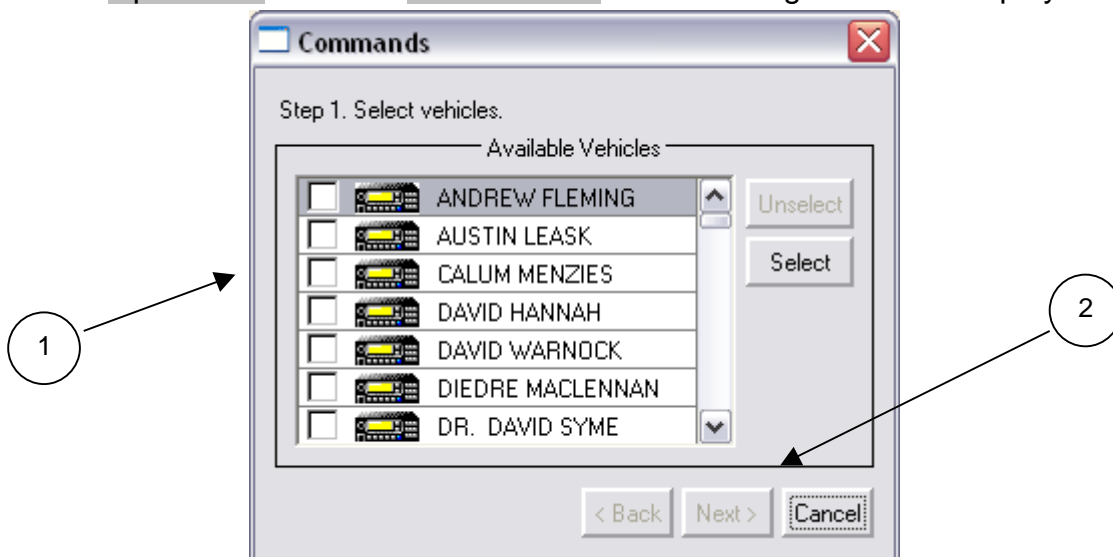 Commands
Step 1. Select vehicles.
Available Vehicles
ANDREW FLEMING
Unselect
AUSTIN LEASK
CALUM MENZIES
Select
DAVID HANNAH
DAVID WARNOCK
DIEDRE MACLENNAN
DR. DAVID SYME
1
2
< Back Next > Cancel